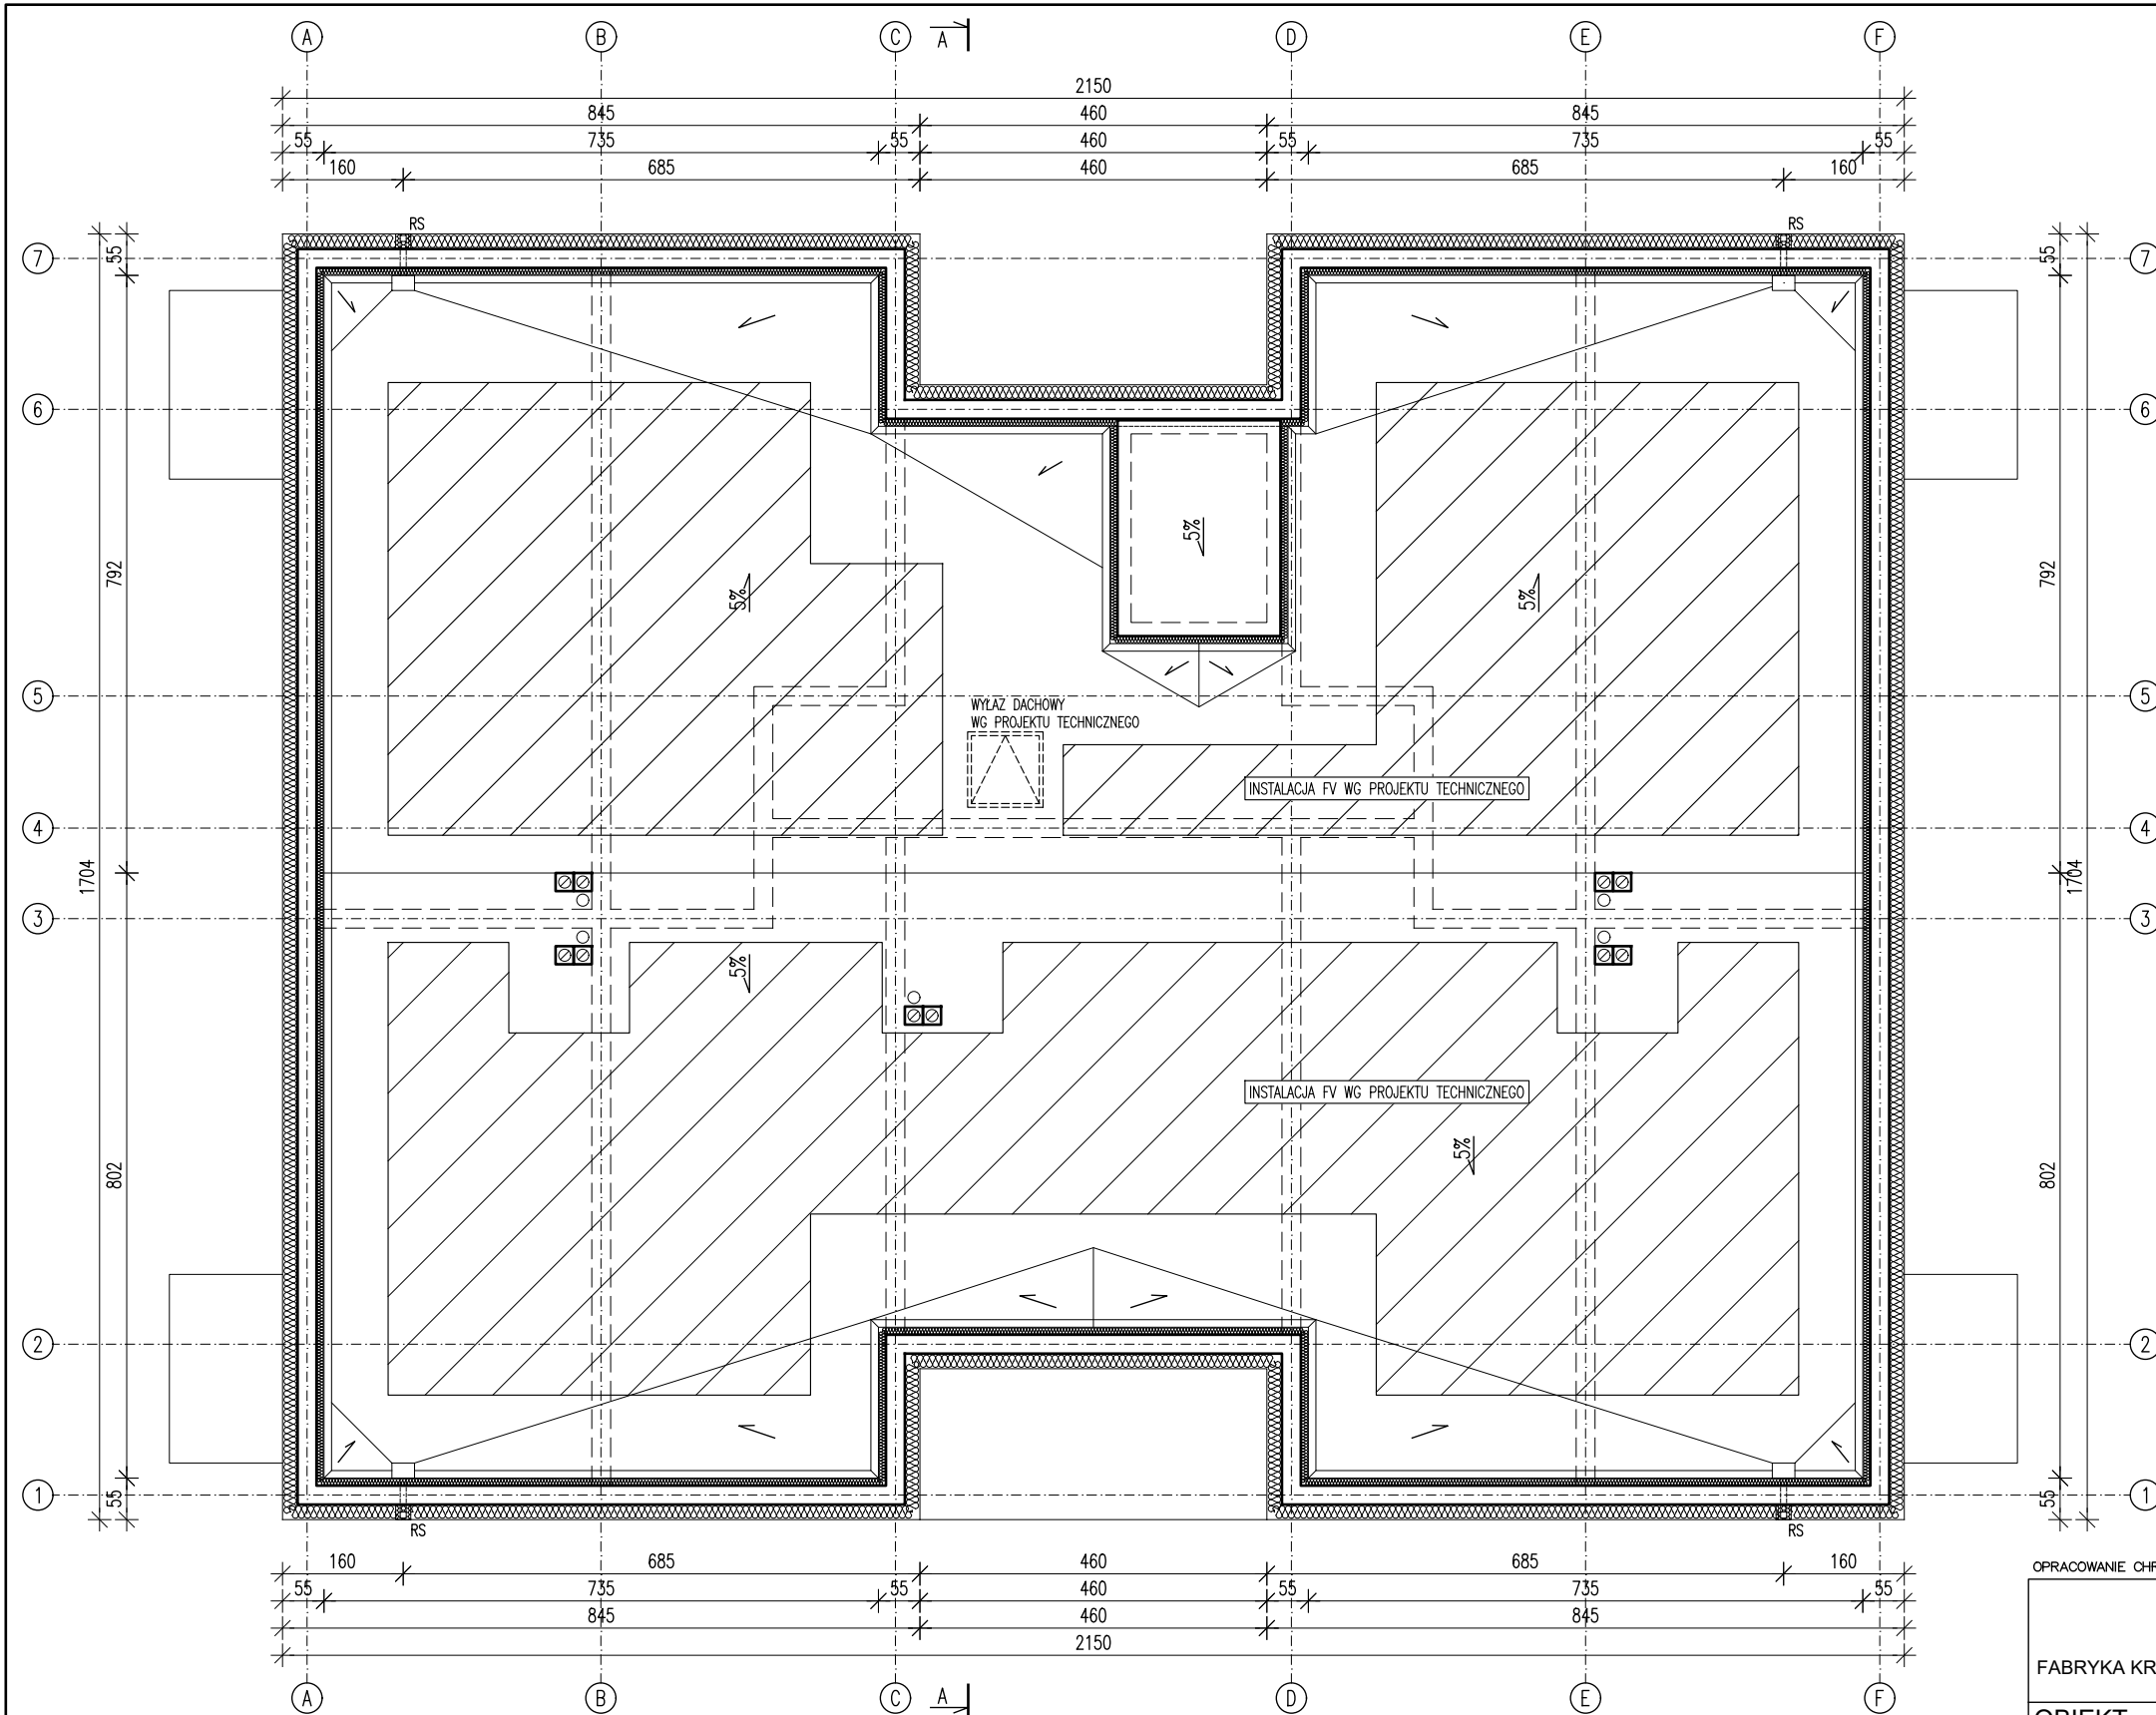 A B C A D E F
2150
845 460 845
55 735 55 460 55 735 55
160 685 460 685 160
RS RS
7 55 55 7
6 6
5% 
792 5% 5% 792
5 5
WYŁAZ DACHOWY
WG PROJEKTU TECHNICZNEGO
INSTALACJA FV WG PROJEKTU TECHNICZNEGO
4 4
1704 1704
3 3
5%
INSTALACJA FV WG PROJEKTU TECHNICZNEGO
802 5% 802
2 2
1 55 55 1
RS RS
160 685 460 685 160
55 735 55 460 55 735 55
845 460 845
2150
A B C A D E F
OPRACOWANIE CHR
FABRYKA KR
OBIEKT